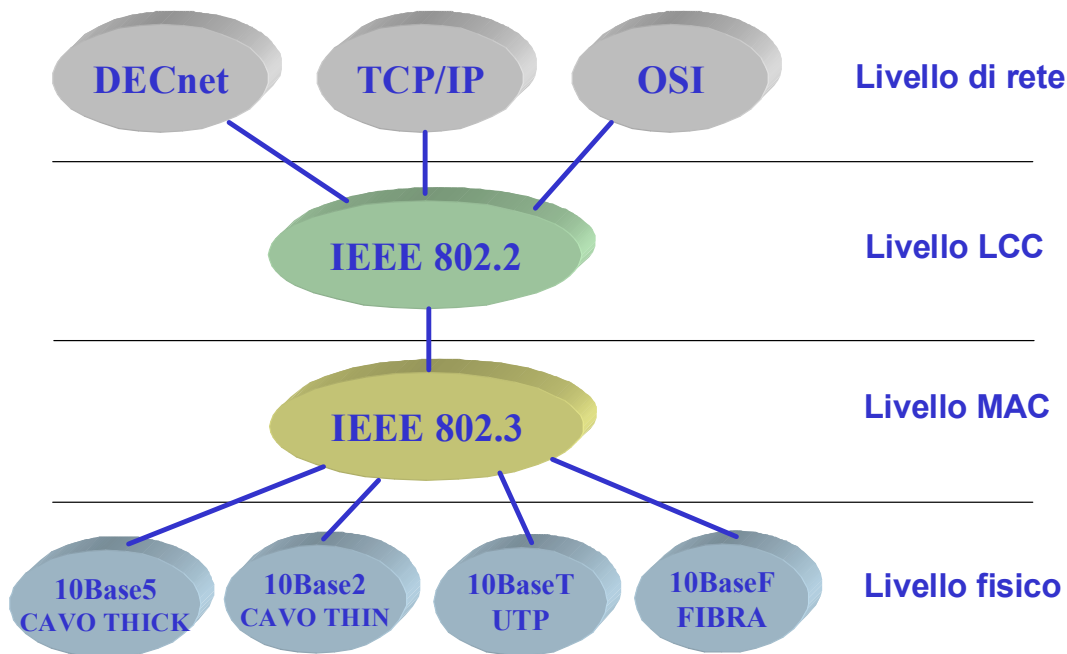 DECnet TCP/IP OSI Livello di rete
IEEE 802.2 Livello LCC
IEEE 802.3 Livello MAC
10Base5 10Base2 10BaseT 10BaseF Livello fisico
CAVO THICK CAVO THIN UTP FIBRA